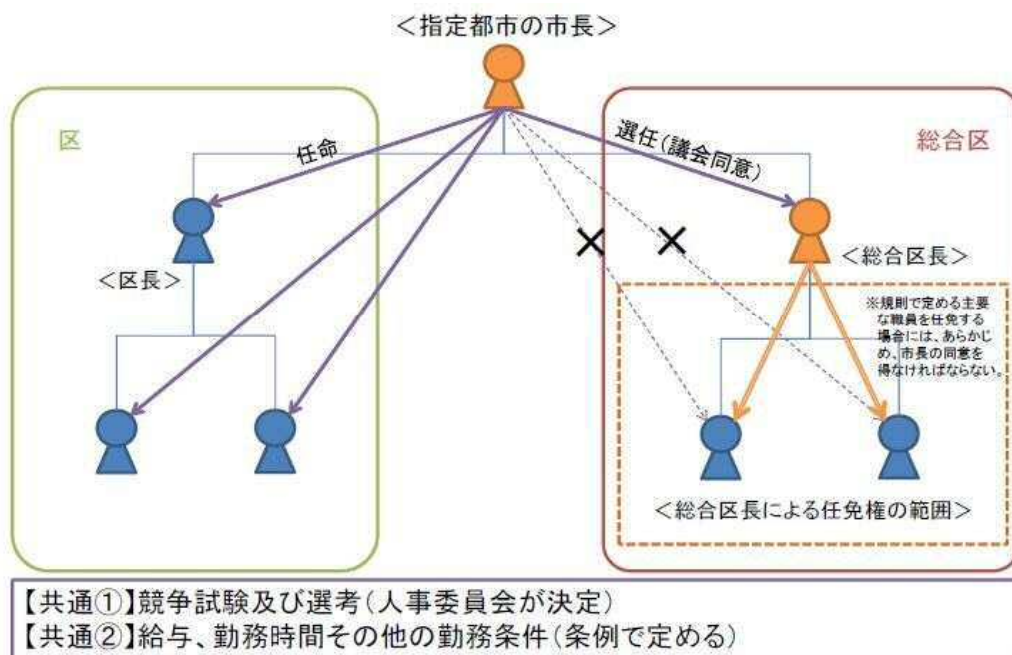 ＜指定都市の市長＞
区
総合区
任命
選任(議会同意)
＜区長＞
＜総合区長＞
※規則で定める主要
な職員を任免する
場合には、あらかじ
め、市長の同意を
得なければならない。
＜総合区長による任免権の範囲＞
【共通①】競争試験及び選考(人事委員会が決定)
【共通②】給与、勤務時間その他の勤務条件(条例で定める)